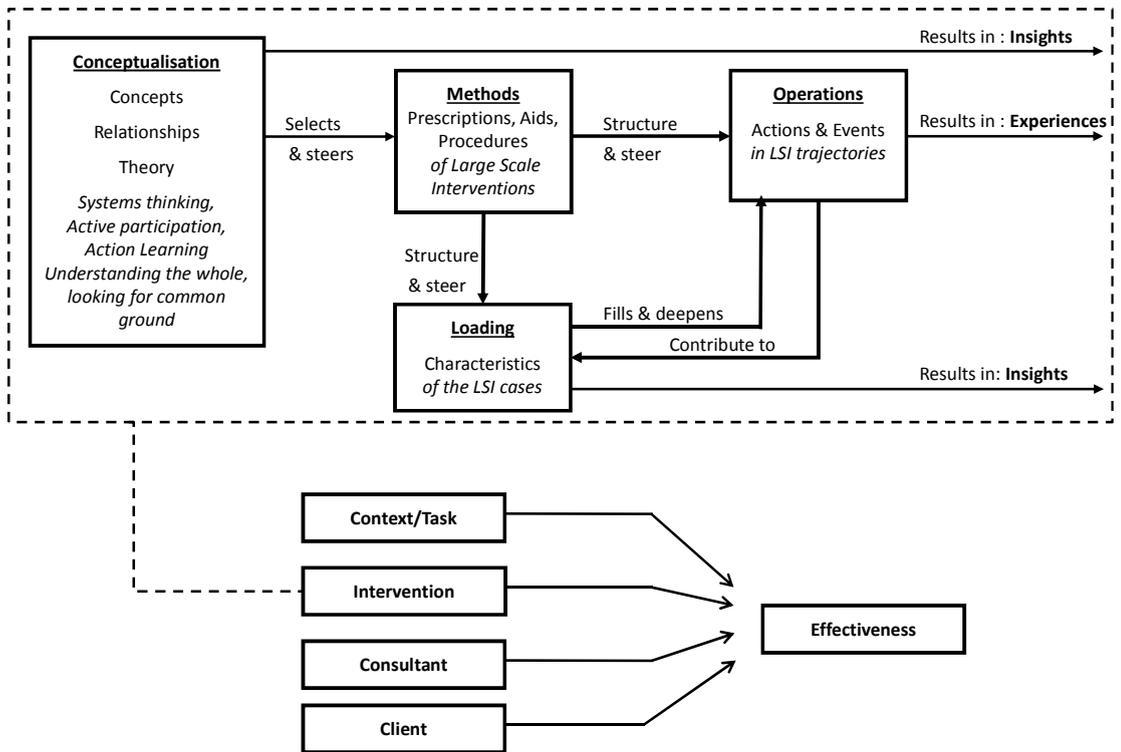 Conceptualisation
Concepts
Relationships
Theory
Systems thinking,
Active participation,
Action Learning
Understanding the whole,
looking for common
ground
Selects
& steers
Methods
Prescriptions, Aids,
Procedures
of Large Scale
Interventions
Structure
& steer
Operations
Actions & Events
in LSI trajectories
Results in : Insights
Results in : Experiences
Structure
& steer
Loading
Characteristics
of the LSI cases
Fills & deepens
Contribute to
Results in: Insights
Context/Task
Intervention
Consultant
Client
Effectiveness